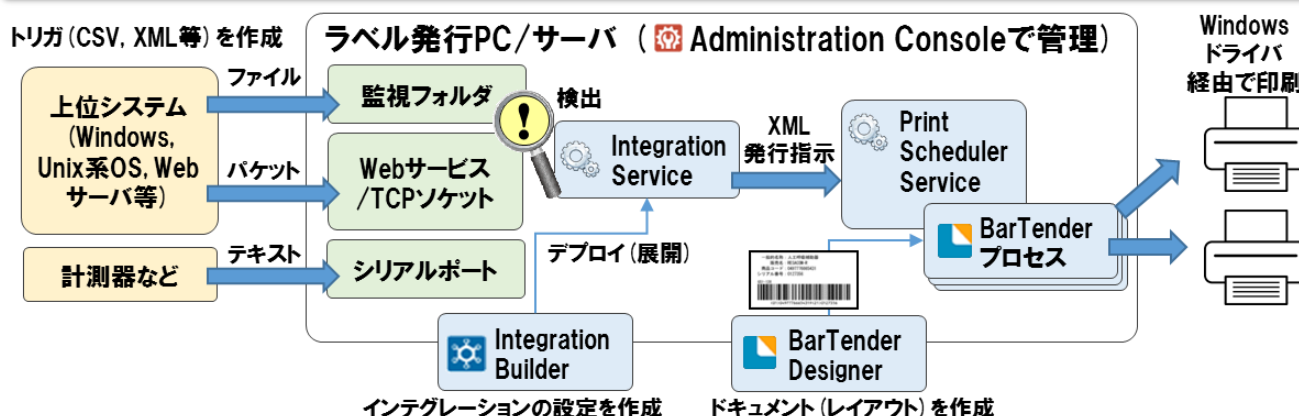 トリガ(CSV, XML等)を作成
ラベル発行PC/サーバ ( Administration Consoleで管理)
Windows
ドライバ
経由で印刷
上位システム
(Windows,
Unix系OS, Web
サーバ等)
ファイル
パケット
計測器など
テキスト
監視フォルダ
Webサービス
/TCPソケット
シリアルポート
!
検出
Integration
Service
デプロイ(展開)
XML
発行指示
Print
Scheduler
Service
BarTender
プロセス
Integration
Builder
BarTender
Designer
インテグレーションの設定を作成
ドキュメント(レイアウト)を作成